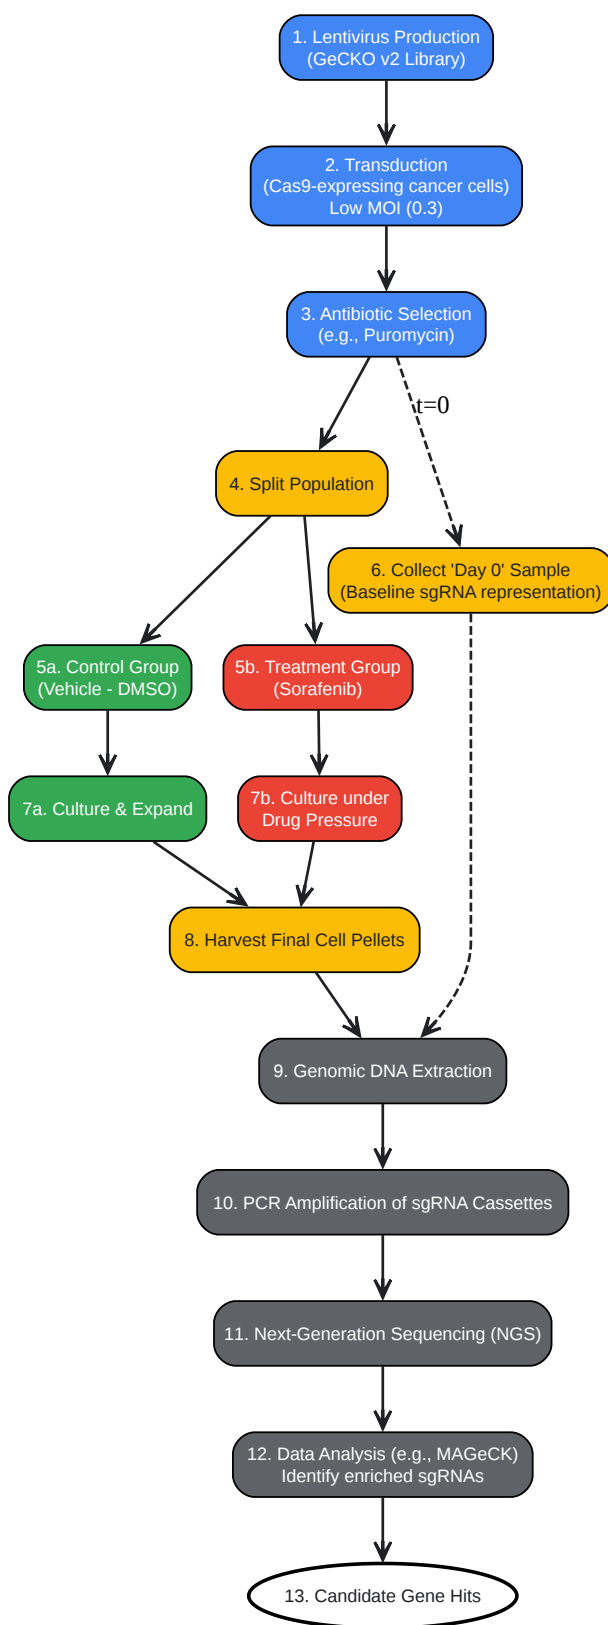 1. Lentivirus Production
(GeCKO v2 Library)
2. Transduction
(Cas9-expressing cancer cells)
Low MOI (0.3)
3. Antibiotic Selection
(e.g., Puromycin)
t=0
4. Split Population
6. Collect 'Day 0' Sample
(Baseline sgRNA representation)
5a. Control Group
(Vehicle - DMSO)
5b. Treatment Group
(Sorafenib)
7a. Culture & Expand
7b. Culture under
Drug Pressure
8. Harvest Final Cell Pellets
9. Genomic DNA Extraction
10. PCR Amplification of sgRNA Cassettes
11. Next-Generation Sequencing (NGS)
12. Data Analysis (e.g., MAGeCK)
Identify enriched sgRNAs
13. Candidate Gene Hits